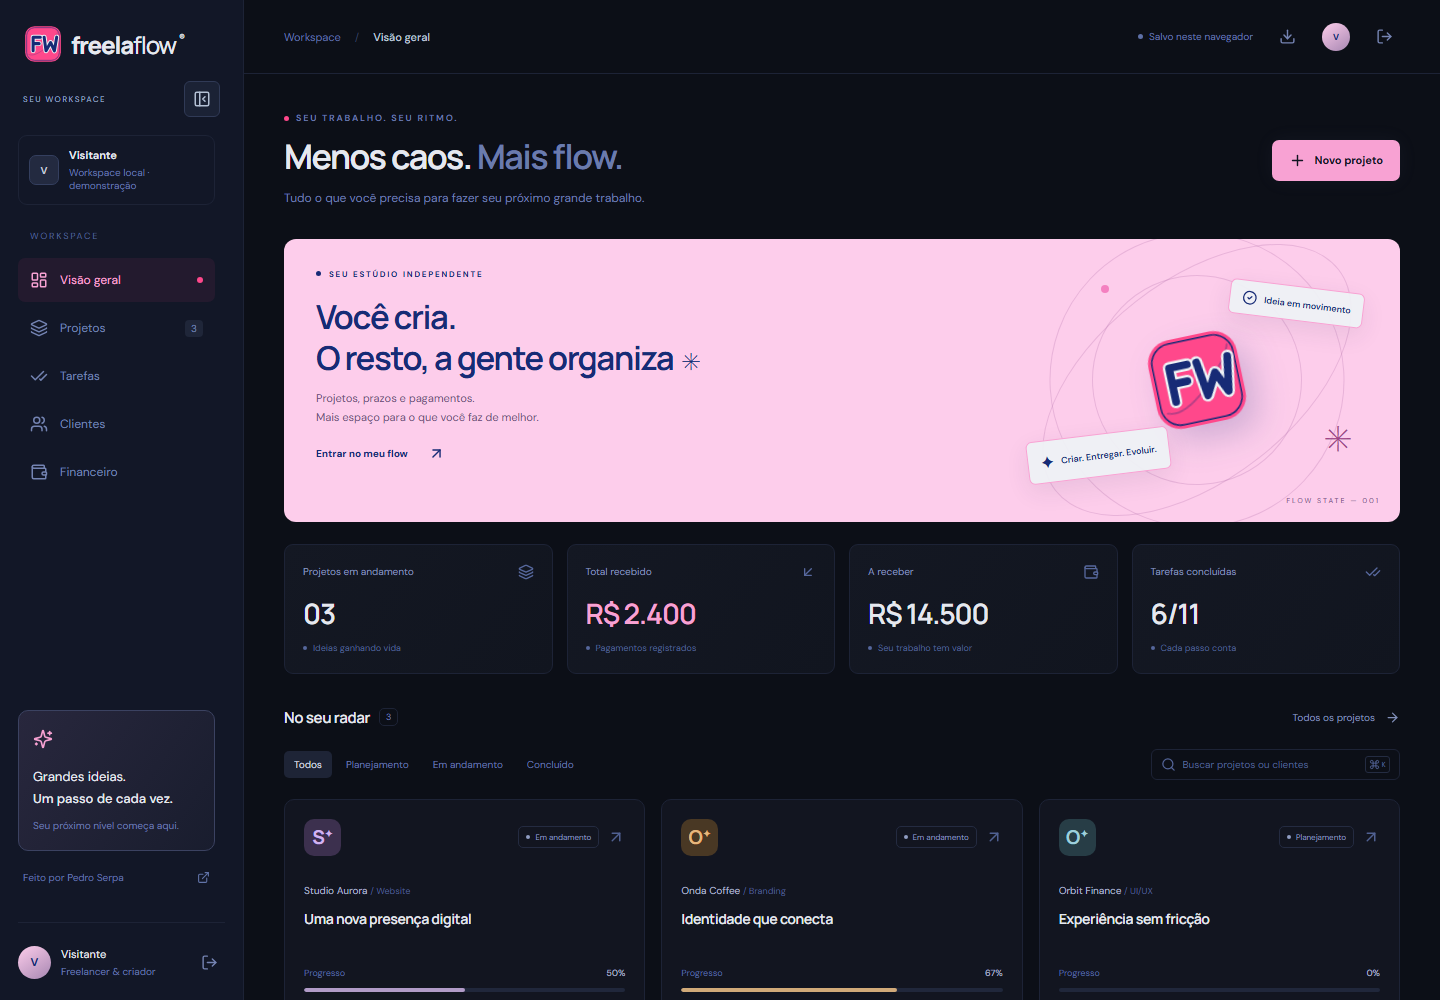 FW freelaflow®
SEU WORKSPACE
V
Visitante
Workspace local ·
demonstração
WORKSPACE
Visão geral
Projetos 3
Tarefas
Clientes
Financeiro
Grandes ideias.
Um passo de cada vez.
Seu próximo nível começa aqui.
Feito por Pedro Serpa
V
Visitante
Freelancer & criador
Workspace / Visão geral
Salvo neste navegador
V
SEU TRABALHO. SEU RITMO.
Menos caos. Mais flow.
Tudo o que você precisa para fazer seu próximo grande trabalho.
+ Novo projeto
SEU ESTÚDIO INDEPENDENTE
Você cria.
O resto, a gente organiza
Projetos, prazos e pagamentos.
Mais espaço para o que você faz de melhor.
Entrar no meu flow
Ideia em movimento
FW
Criar. Entregar. Evoluir.
FLOW STATE — 001
Projetos em andamento
03
Ideias ganhando vida
Total recebido
R$ 2.400
Pagamentos registrados
A receber
R$ 14.500
Seu trabalho tem valor
Tarefas concluídas
6/11
Cada passo conta
No seu radar 3
Todos os projetos
Todos Planejamento Em andamento Concluído
Buscar projetos ou clientes ⌘ K
S
Em andamento
Studio Aurora / Website
Uma nova presença digital
Progresso 50%
O
Em andamento
Onda Coffee / Branding
Identidade que conecta
Progresso 67%
O
Planejamento
Orbit Finance / UI/UX
Experiência sem fricção
Progresso 0%